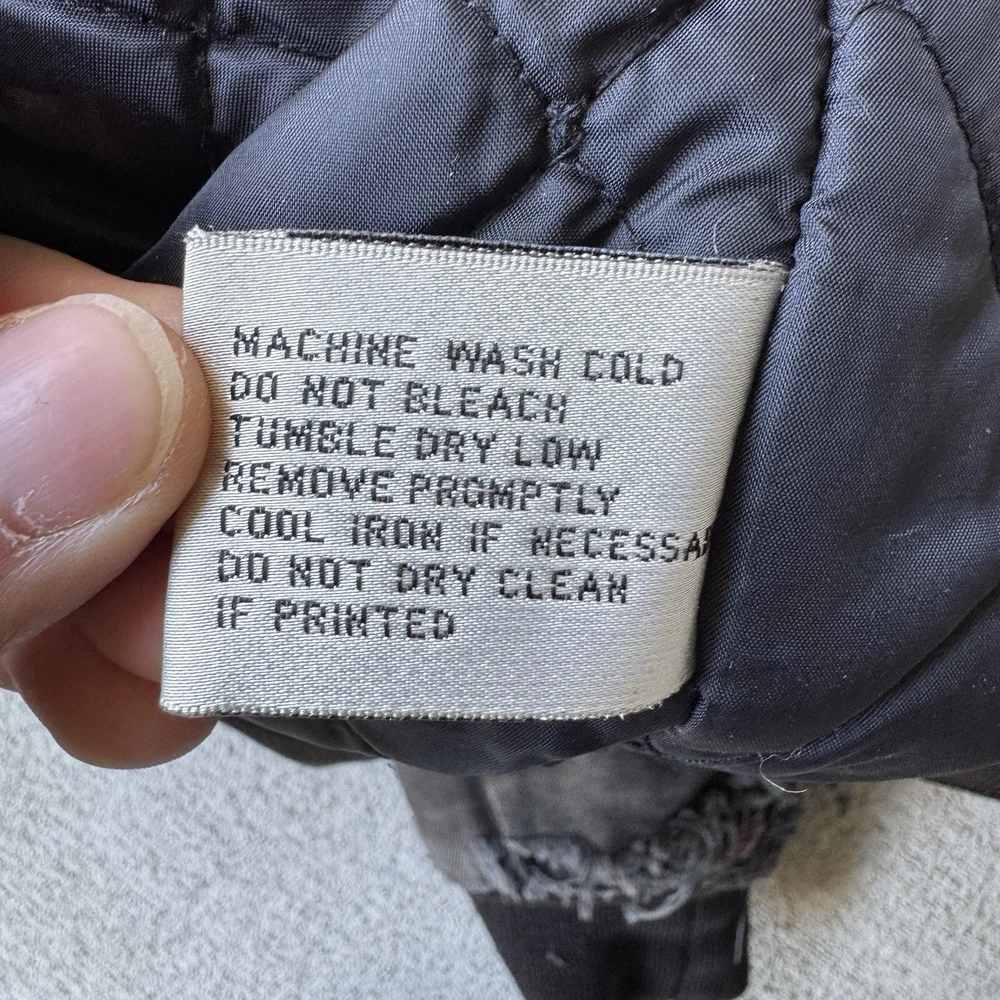 MACHINE WASH COLD
DO NOT BLEACH
TUMBLE DRY LOW
REMOVE PROMPTLY
COOL IRON IF NECESSA
DO NOT DRY CLEAN
IF PRINTED